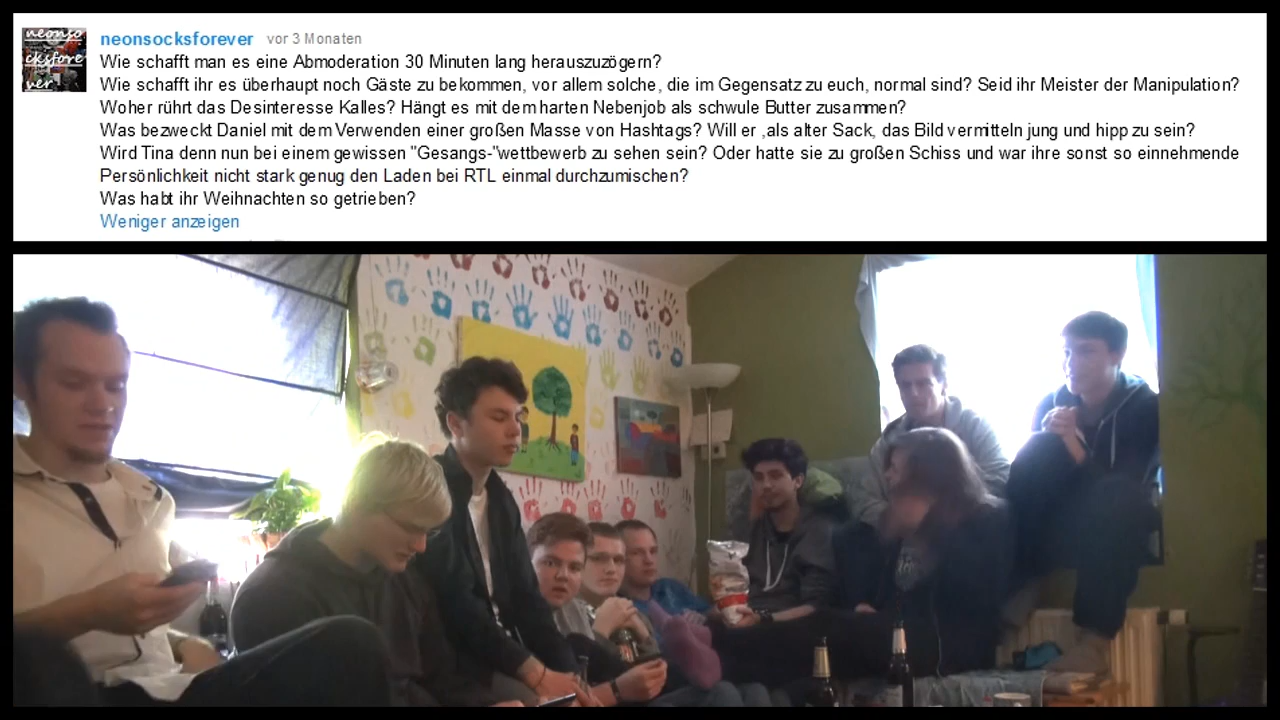 neonso
cksfore
ver
neonsocksforever vor 3 Monaten
Wie schafft man es eine Abmoderation 30 Minuten lang herauszuzögern?
Wie schafft ihr es überhaupt noch Gäste zu bekommen, vor allem solche, die im Gegensatz zu euch, normal sind? Seid ihr Meister der Manipulation?
Woher rührt das Desinteresse Kalles? Hängt es mit dem harten Nebenjob als schwule Butter zusammen?
Was bezweckt Daniel mit dem Verwenden einer großen Masse von Hashtags? Will er ,als alter Sack, das Bild vermitteln jung und hipp zu sein?
Wird Tina denn nun bei einem gewissen "Gesangs-"wettbewerb zu sehen sein? Oder hatte sie zu großen Schiss und war ihre sonst so einnehmende
Persönlichkeit nicht stark genug den Laden bei RTL einmal durchzumischen?
Was habt ihr Weihnachten so getrieben?
Weniger anzeigen